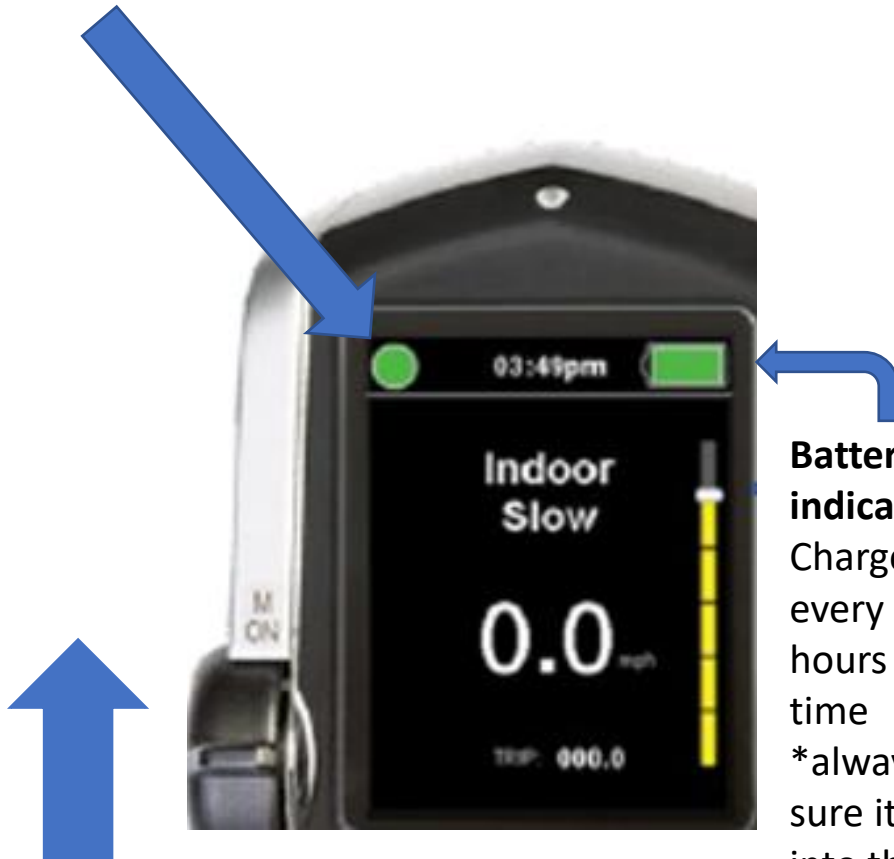 03:49pm
Indoor
Slow
M
ON
0.0 mph
TRIP: 000.0
Batter
indica
Charge
every
hours
time
*alway
sure it
into th